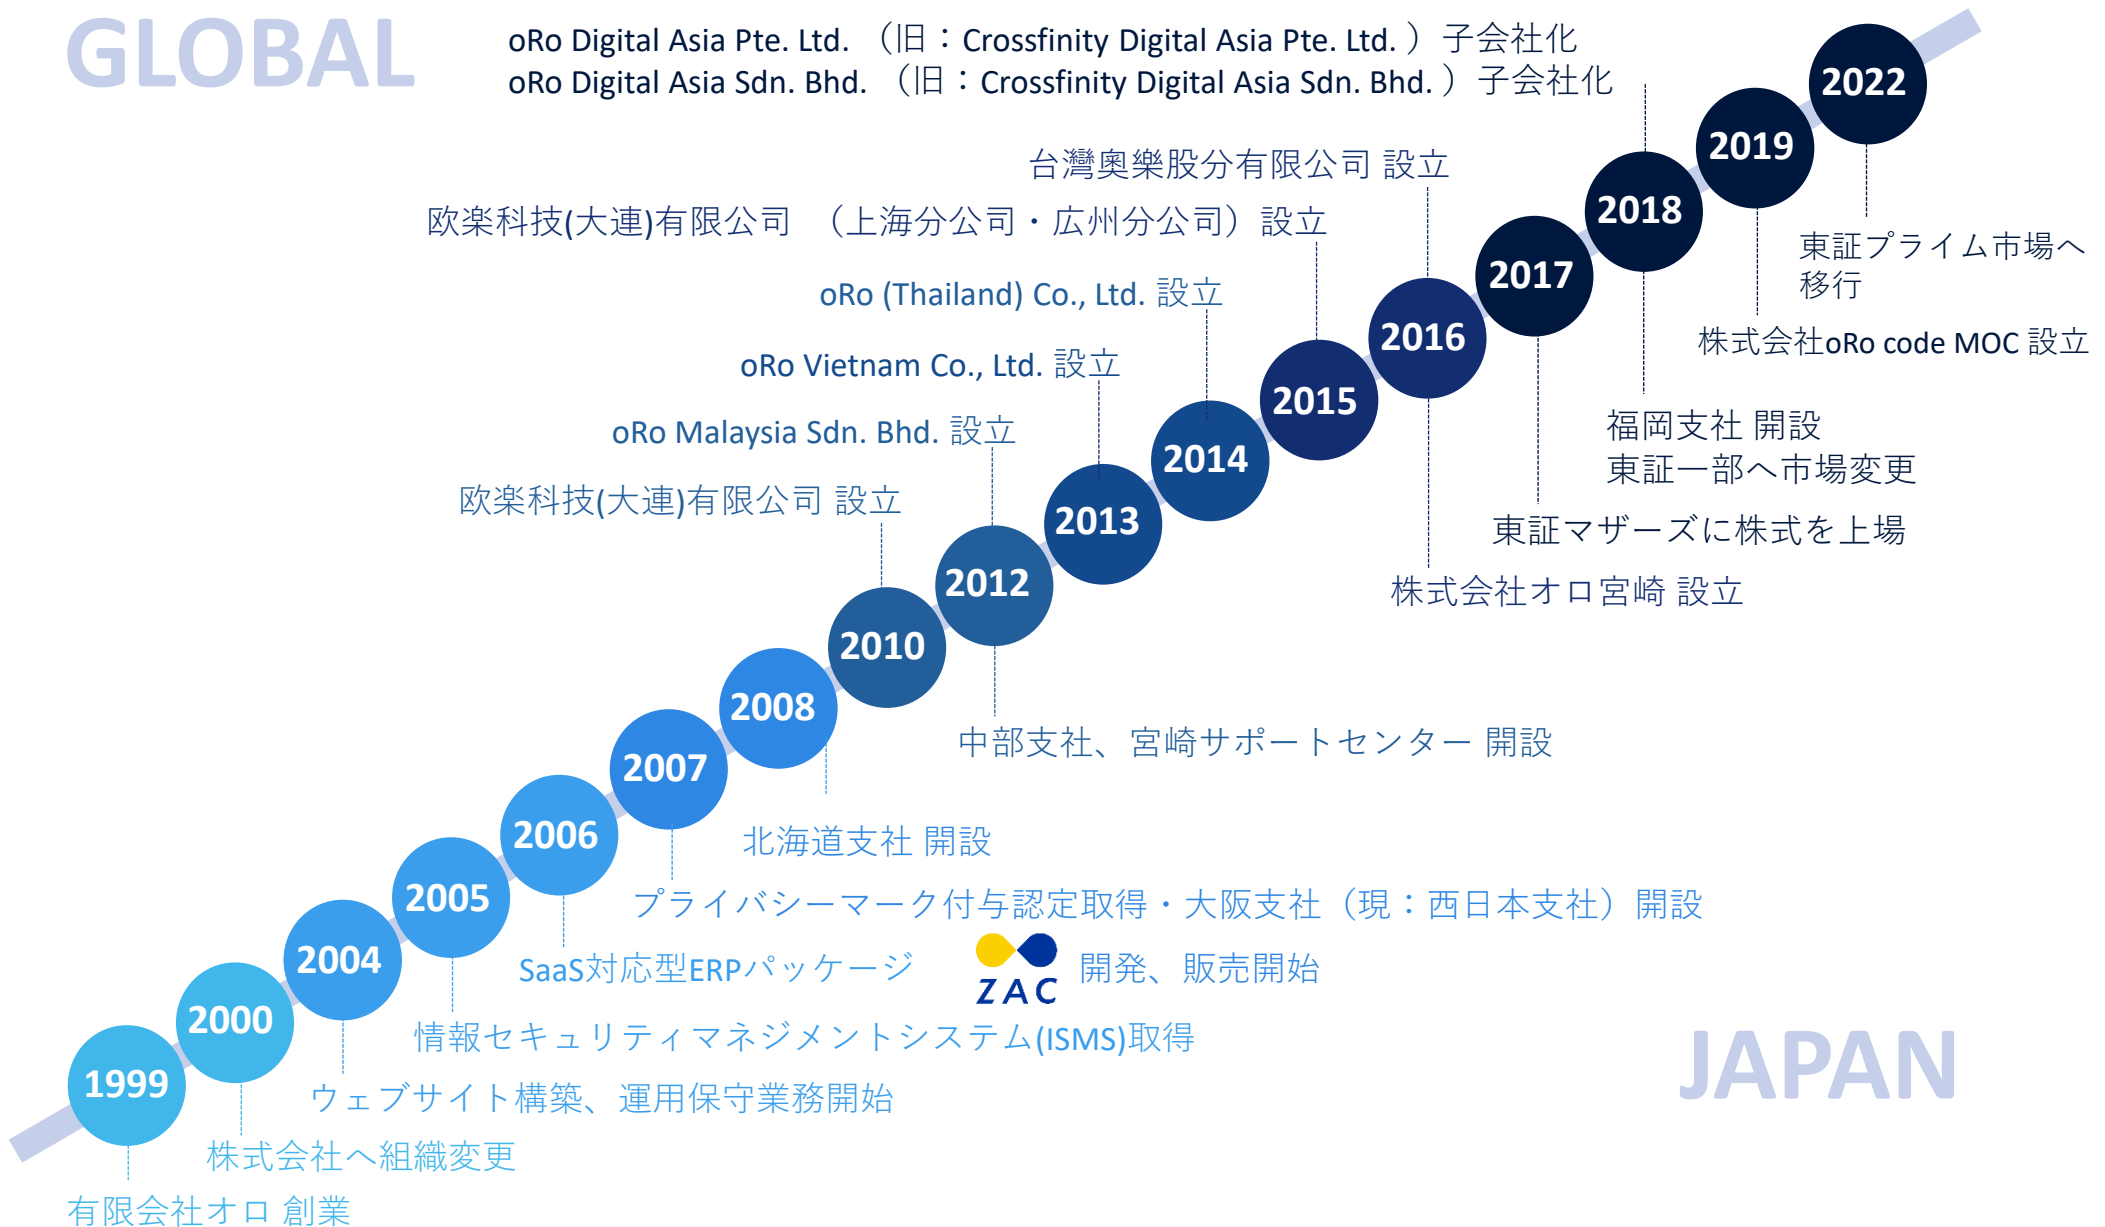 GLOBAL
oRo Digital Asia Pte. Ltd. （旧：Crossfinity Digital Asia Pte. Ltd. ）子会社化
oRo Digital Asia Sdn. Bhd. （旧：Crossfinity Digital Asia Sdn. Bhd. ）子会社化
2022
2019
台灣奧樂股分有限公司 設立
2018
欧楽科技(大連)有限公司 （上海分公司・広州分公司）設立
東証プライム市場へ
移行
2017
oRo (Thailand) Co., Ltd. 設立
2016
株式会社oRo code MOC 設立
oRo Vietnam Co., Ltd. 設立
2015
福岡支社 開設
東証一部へ市場変更
oRo Malaysia Sdn. Bhd. 設立
2014
欧楽科技(大連)有限公司 設立
2013
東証マザーズに株式を上場
2012
株式会社オロ宮崎 設立
2010
2008
中部支社、宮崎サポートセンター 開設
2007
2006
北海道支社 開設
2005
プライバシーマーク付与認定取得・大阪支社（現：西日本支社）開設
2004
SaaS対応型ERPパッケージ ZAC 開発、販売開始
2000
情報セキュリティマネジメントシステム(ISMS)取得
JAPAN
1999
ウェブサイト構築、運用保守業務開始
株式会社へ組織変更
有限会社オロ 創業